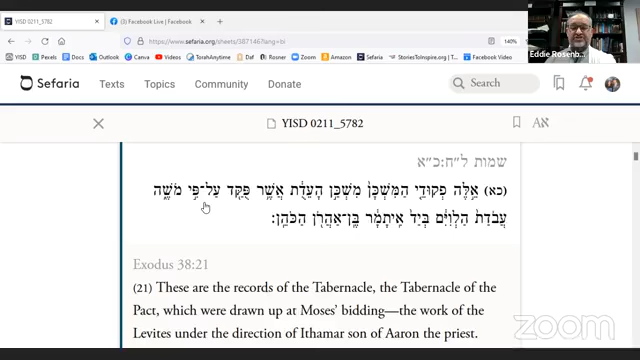 YISD 0211_5782
(3) Facebook Live | Facebook
https://www.sefaria.org/sheets/387146?lang=bi
140%
YISD
Pexels
Docs
Outlook
Canva
Dropbox
Videos
TorahAnytime
Daf
Rosner
Zoom
Amazon
StoriesToInspire.org
Facebook Video
Eddie Rosenb...
Sefaria
Texts
Topics
Community
Donate
Search
YISD 0211_5782
אA
שמות ל״ח:כ״א
(כא) אֵ֣לֶּה פְקוּדֵ֤י הַמִּשְׁכָּן֙ מִשְׁכַּ֣ן הָעֵדֻ֔ת אֲשֶׁ֥ר פֻּקַּ֖ד עַל־פִּ֣י מֹשֶׁ֑ה
עֲבֹדַת֙ הַלְוִיִּ֔ם בְּיַד֙ אִֽיתָמָ֔ר בֶּֽן־אַהֲרֹ֖ן הַכֹּהֵֽן׃
Exodus 38:21
(21) These are the records of the Tabernacle, the Tabernacle of the
Pact, which were drawn up at Moses’ bidding—the work of the
Levites under the direction of Ithamar son of Aaron the priest.
zoom